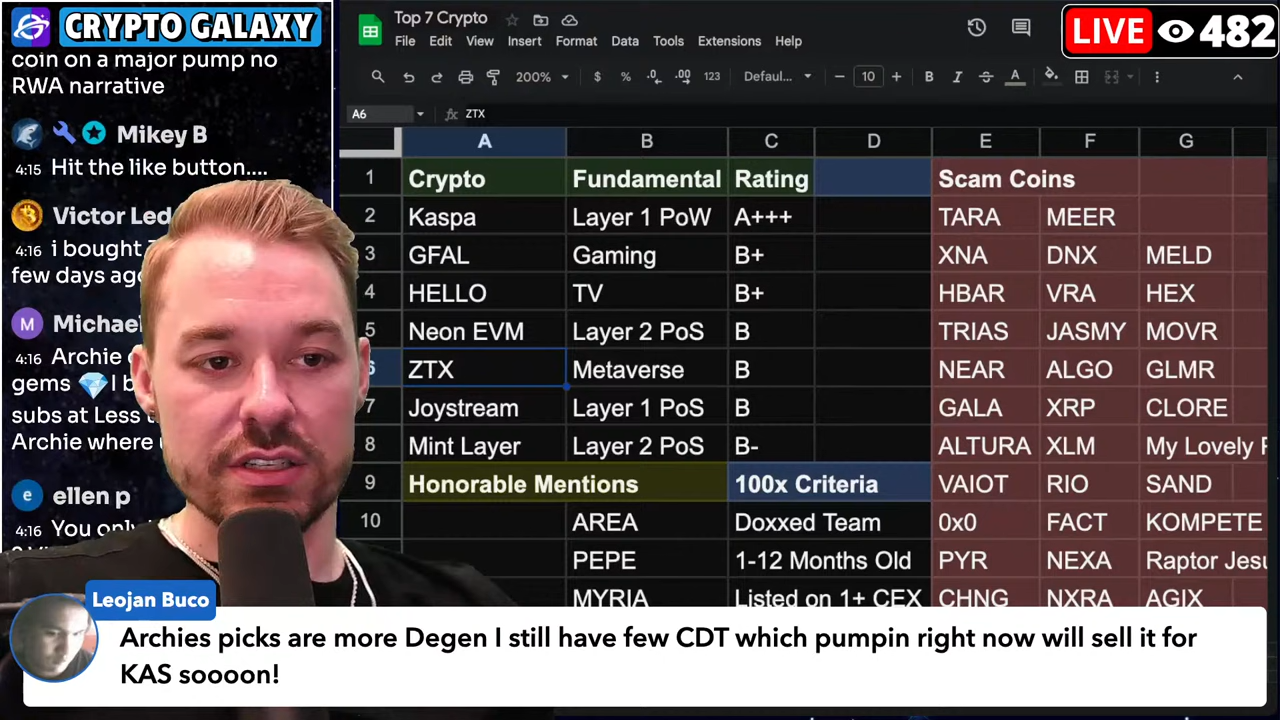 CRYPTO GALAXY
coin on a major pump no
RWA narrative
Mikey B
4:15 Hit the like button....
Victor Led
4:16 i bought
few days ago
Michael
4:16 Archie
gems 💎I
subs at Less
Archie where
ellen p
4:16 You only
Top 7 Crypto
File Edit View Insert Format Data Tools Extensions Help
LIVE 482
200% $ % .0 .00 123 Defaul... 10 B I S A
A6 fx ZTX
A B C D E F G
1 Crypto Fundamental Rating Scam Coins
2 Kaspa Layer 1 PoW A+++ TARA MEER
3 GFAL Gaming B+ XNA DNX MELD
4 HELLO TV B+ HBAR VRA HEX
5 Neon EVM Layer 2 PoS B TRIAS JASMY MOVR
6 ZTX Metaverse B NEAR ALGO GLMR
7 Joystream Layer 1 PoS B GALA XRP CLORE
8 Mint Layer Layer 2 PoS B- ALTURA XLM My Lovely
9 Honorable Mentions 100x Criteria VAIOT RIO SAND
10 AREA Doxxed Team 0x0 FACT KOMPETE
PEPE 1-12 Months Old PYR NEXA Raptor Jesu
MYRIA Listed on 1+ CEX CHNG NXRA AGIX
Leojan Buco
Archies picks are more Degen I still have few CDT which pumpin right now will sell it for
KAS soooon!